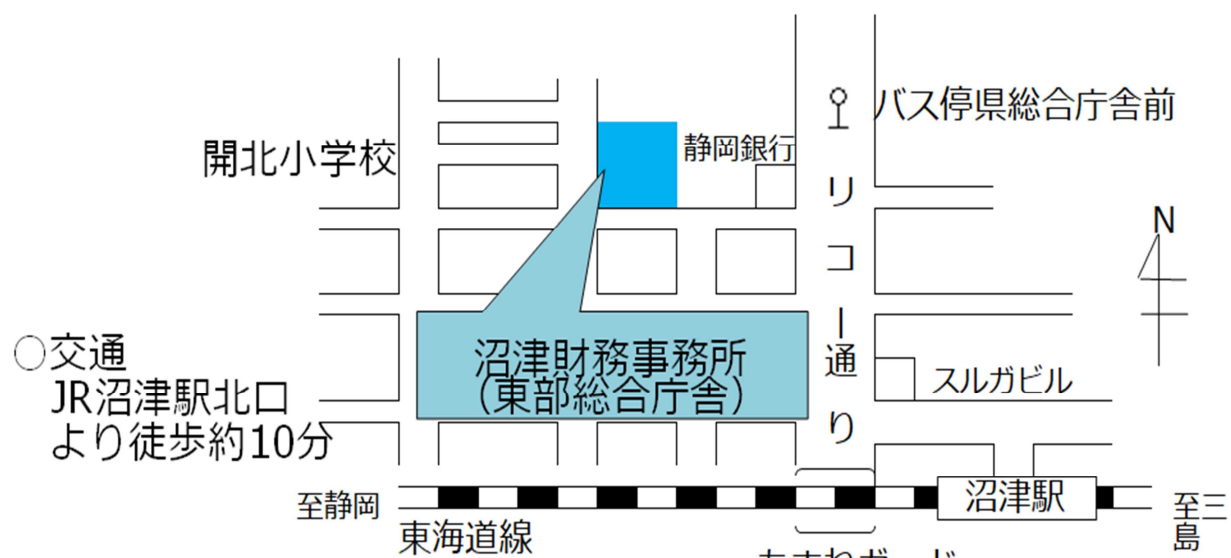 バス停県総合庁舎前
静岡銀行
開北小学校
リコー通り
N
沼津財務事務所
(東部総合庁舎)
スルガビル
○交通
JR沼津駅北口
より徒歩約10分
至静岡
東海道線
沼津駅
至三
島